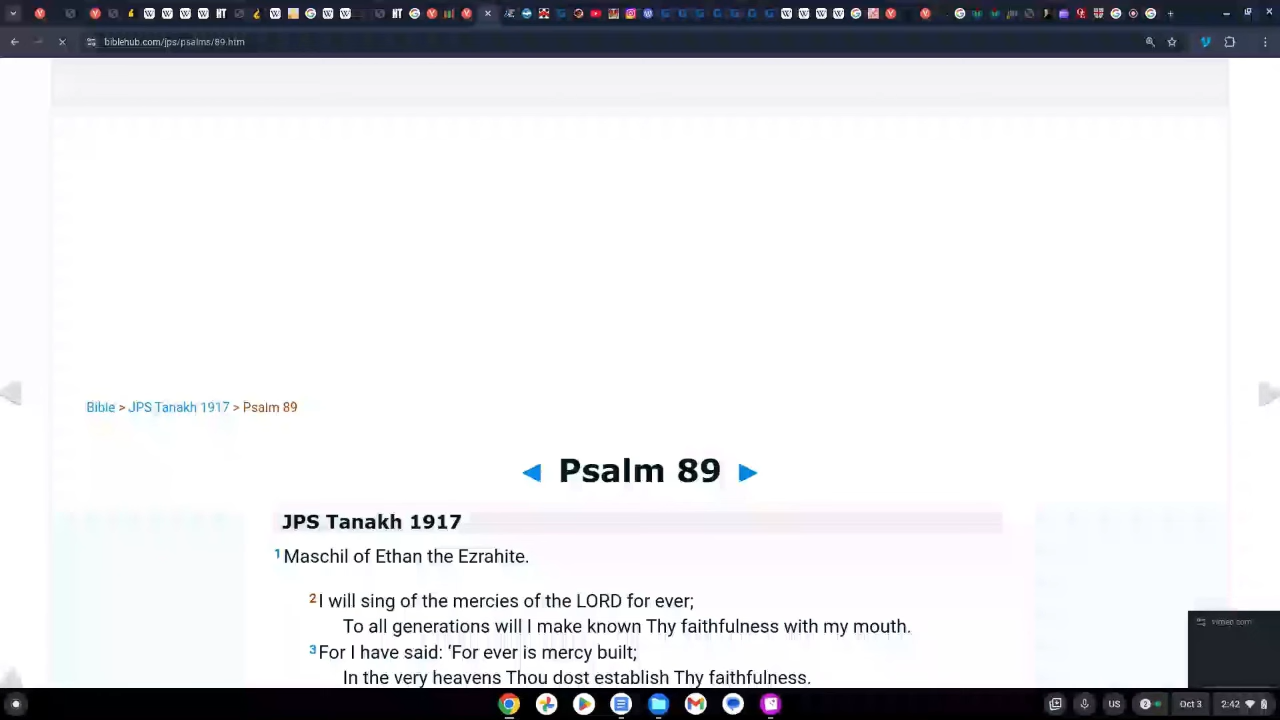 biblehub.com/jps/psalms/89.htm
Bible > JPS Tanakh 1917 > Psalm 89
Psalm 89
JPS Tanakh 1917
1 Maschil of Ethan the Ezrahite.
2 I will sing of the mercies of the LORD for ever;
To all generations will I make known Thy faithfulness with my mouth.
3 For I have said: ‘For ever is mercy built;
In the very heavens Thou dost establish Thy faithfulness.
vimeo.com
US
2
Oct 3
2:42